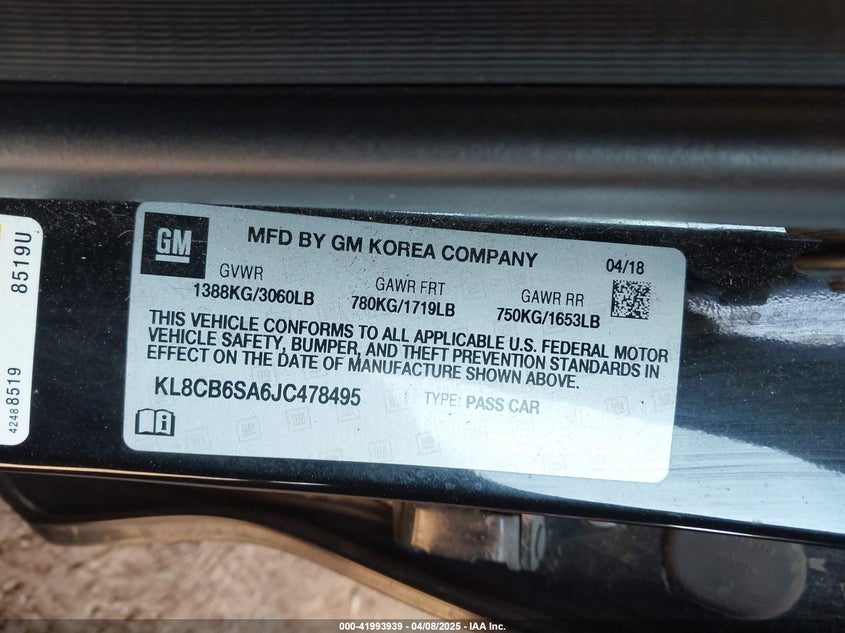 GM
MFD BY GM KOREA COMPANY
04/18
GVWR
1388KG/3060LB
GAWR FRT
780KG/1719LB
GAWR RR
750KG/1653LB
THIS VEHICLE CONFORMS TO ALL APPLICABLE U.S. FEDERAL MOTOR
VEHICLE SAFETY, BUMPER, AND THEFT PREVENTION STANDARDS IN
EFFECT ON THE DATE OF MANUFACTURE SHOWN ABOVE.
KL8CB6SA6JC478495
TYPE: PASS CAR
8519U
42488519
000-41993939 | 04/08/2025 - IAA Inc.